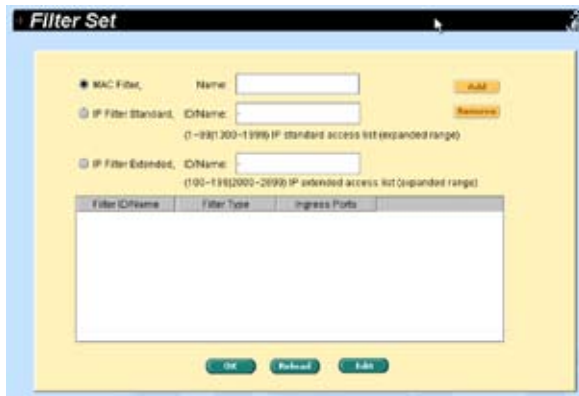 Filter Set
MAC Filter, Name: Add
IP Filter Standard, ID/Name: Remove
(1~99|1300~1999) IP standard access list (expanded range)
IP Filter Extended, ID/Name:
(100~199|2000~2699) IP extended access list (expanded range)
Filter ID/Name Filter Type Ingress Ports
OK Reload Edit